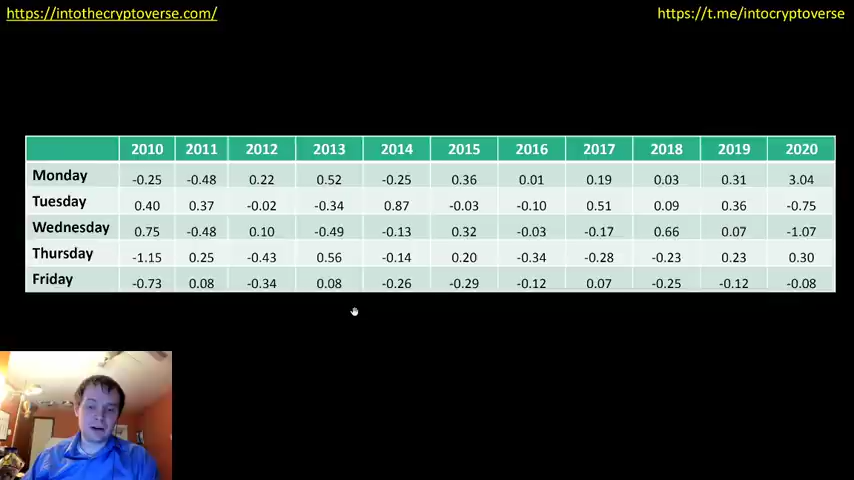 https://intothecryptoverse.com/ https://t.me/intocryptoverse
2010 2011 2012 2013 2014 2015 2016 2017 2018 2019 2020
Monday -0.25 -0.48 0.22 0.52 -0.25 0.36 0.01 0.19 0.03 0.31 3.04
Tuesday 0.40 0.37 -0.02 -0.34 0.87 -0.03 -0.10 0.51 0.09 0.36 -0.75
Wednesday 0.75 -0.48 0.10 -0.49 -0.13 0.32 -0.03 -0.17 0.66 0.07 -1.07
Thursday -1.15 0.25 -0.43 0.56 -0.14 0.20 -0.34 -0.28 -0.23 0.23 0.30
Friday -0.73 0.08 -0.34 0.08 -0.26 -0.29 -0.12 0.07 -0.25 -0.12 -0.08